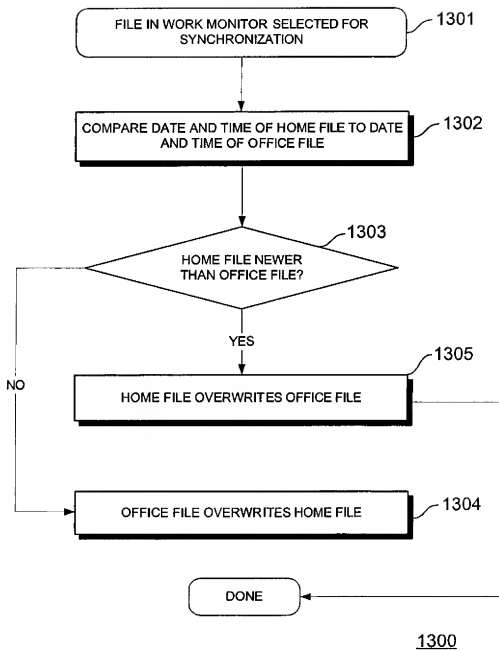 FILE IN WORK MONITOR SELECTED FOR
SYNCHRONIZATION
1301
COMPARE DATE AND TIME OF HOME FILE TO DATE
AND TIME OF OFFICE FILE
1302
1303
HOME FILE NEWER
THAN OFFICE FILE?
YES
NO
1305
HOME FILE OVERWRITES OFFICE FILE
1304
OFFICE FILE OVERWRITES HOME FILE
DONE
1300